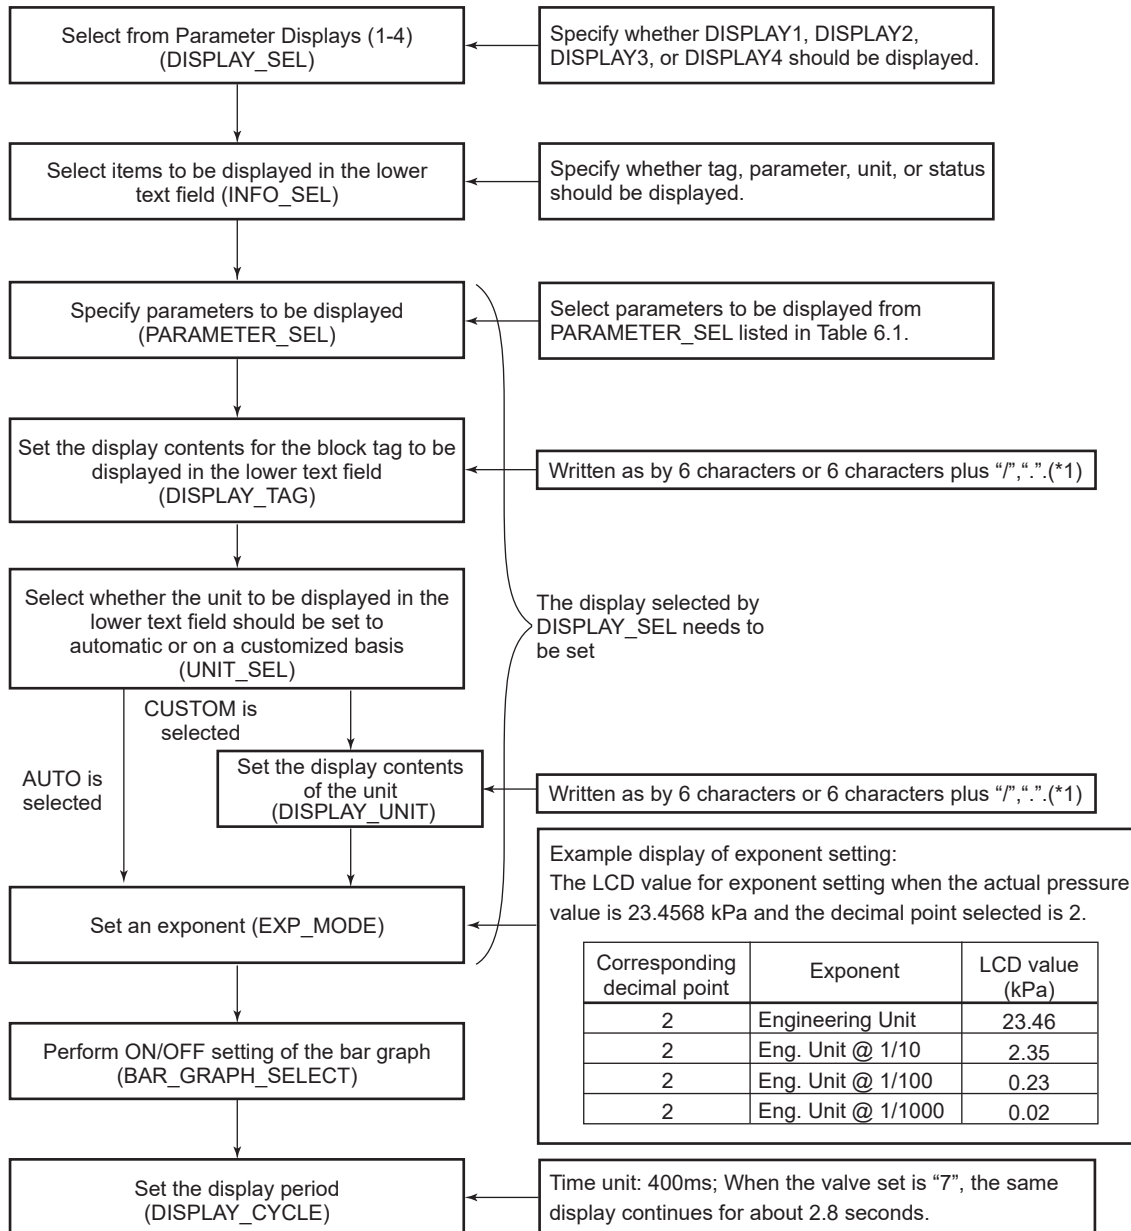 Select from Parameter Displays (1-4)
(DISPLAY_SEL)
Specify whether DISPLAY1, DISPLAY2,
DISPLAY3, or DISPLAY4 should be displayed.
Select items to be displayed in the lower
text field (INFO_SEL)
Specify whether tag, parameter, unit, or status
should be displayed.
Specify parameters to be displayed
(PARAMETER_SEL)
Select parameters to be displayed from
PARAMETER_SEL listed in Table 6.1.
Set the display contents for the block tag to be
displayed in the lower text field
(DISPLAY_TAG)
Written as by 6 characters or 6 characters plus “/”,“.”.(*1)
Select whether the unit to be displayed in the
lower text field should be set to
automatic or on a customized basis
(UNIT_SEL)
The display selected by
DISPLAY_SEL needs to
be set
CUSTOM is
selected
AUTO is
selected
Set the display contents
of the unit
(DISPLAY_UNIT)
Written as by 6 characters or 6 characters plus “/”,“.”.(*1)
Set an exponent (EXP_MODE)
Example display of exponent setting:
The LCD value for exponent setting when the actual pressure
value is 23.4568 kPa and the decimal point selected is 2.
Corresponding decimal point Exponent LCD value (kPa)
2 Engineering Unit 23.46
2 Eng. Unit @ 1/10 2.35
2 Eng. Unit @ 1/100 0.23
2 Eng. Unit @ 1/1000 0.02
Perform ON/OFF setting of the bar graph
(BAR_GRAPH_SELECT)
Set the display period
(DISPLAY_CYCLE)
Time unit: 400ms; When the valve set is “7”, the same
display continues for about 2.8 seconds.